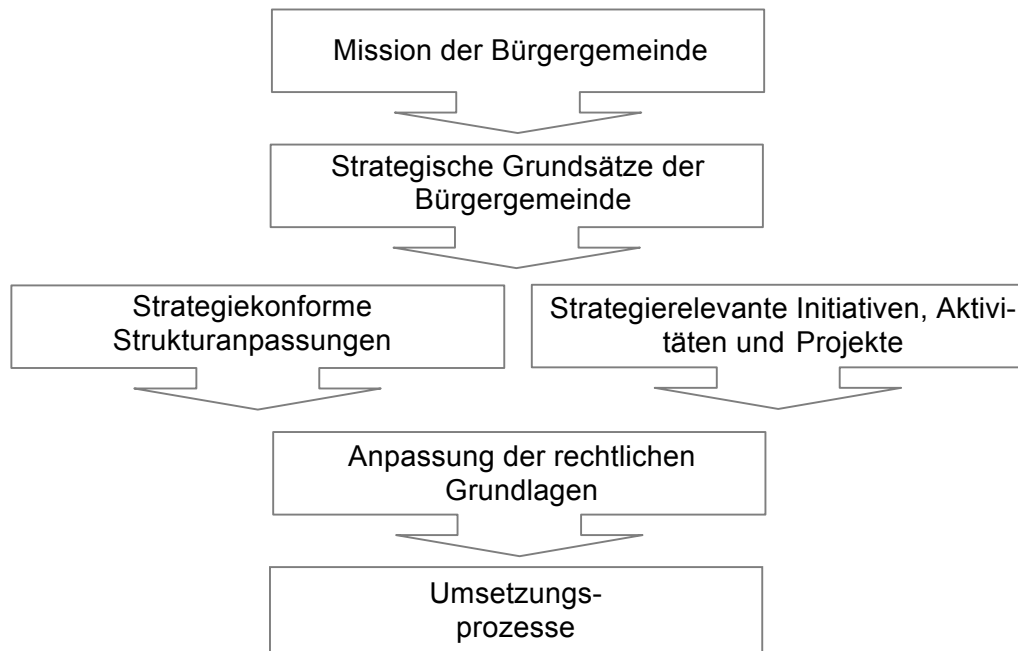 Mission der Bürgergemeinde
Strategische Grundsätze der
Bürgergemeinde
Strategiekonforme
Strukturanpassungen
Strategierelevante Initiativen, Aktivi-
täten und Projekte
Anpassung der rechtlichen
Grundlagen
Umsetzungs-
prozesse